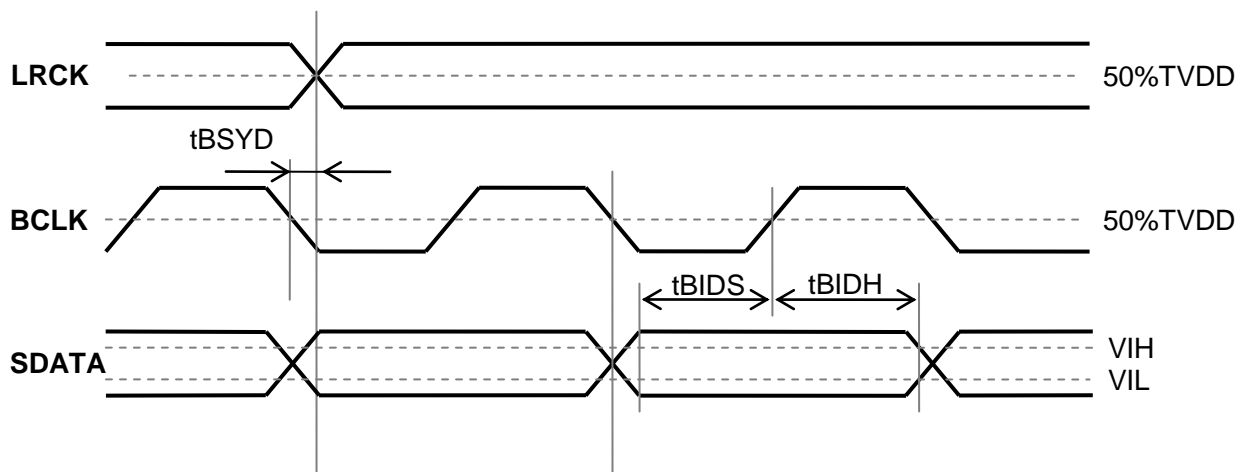 LRCK
50%TVDD
tBSYD
BCLK
50%TVDD
tBIDS
tBIDH
SDATA
VIH
VIL